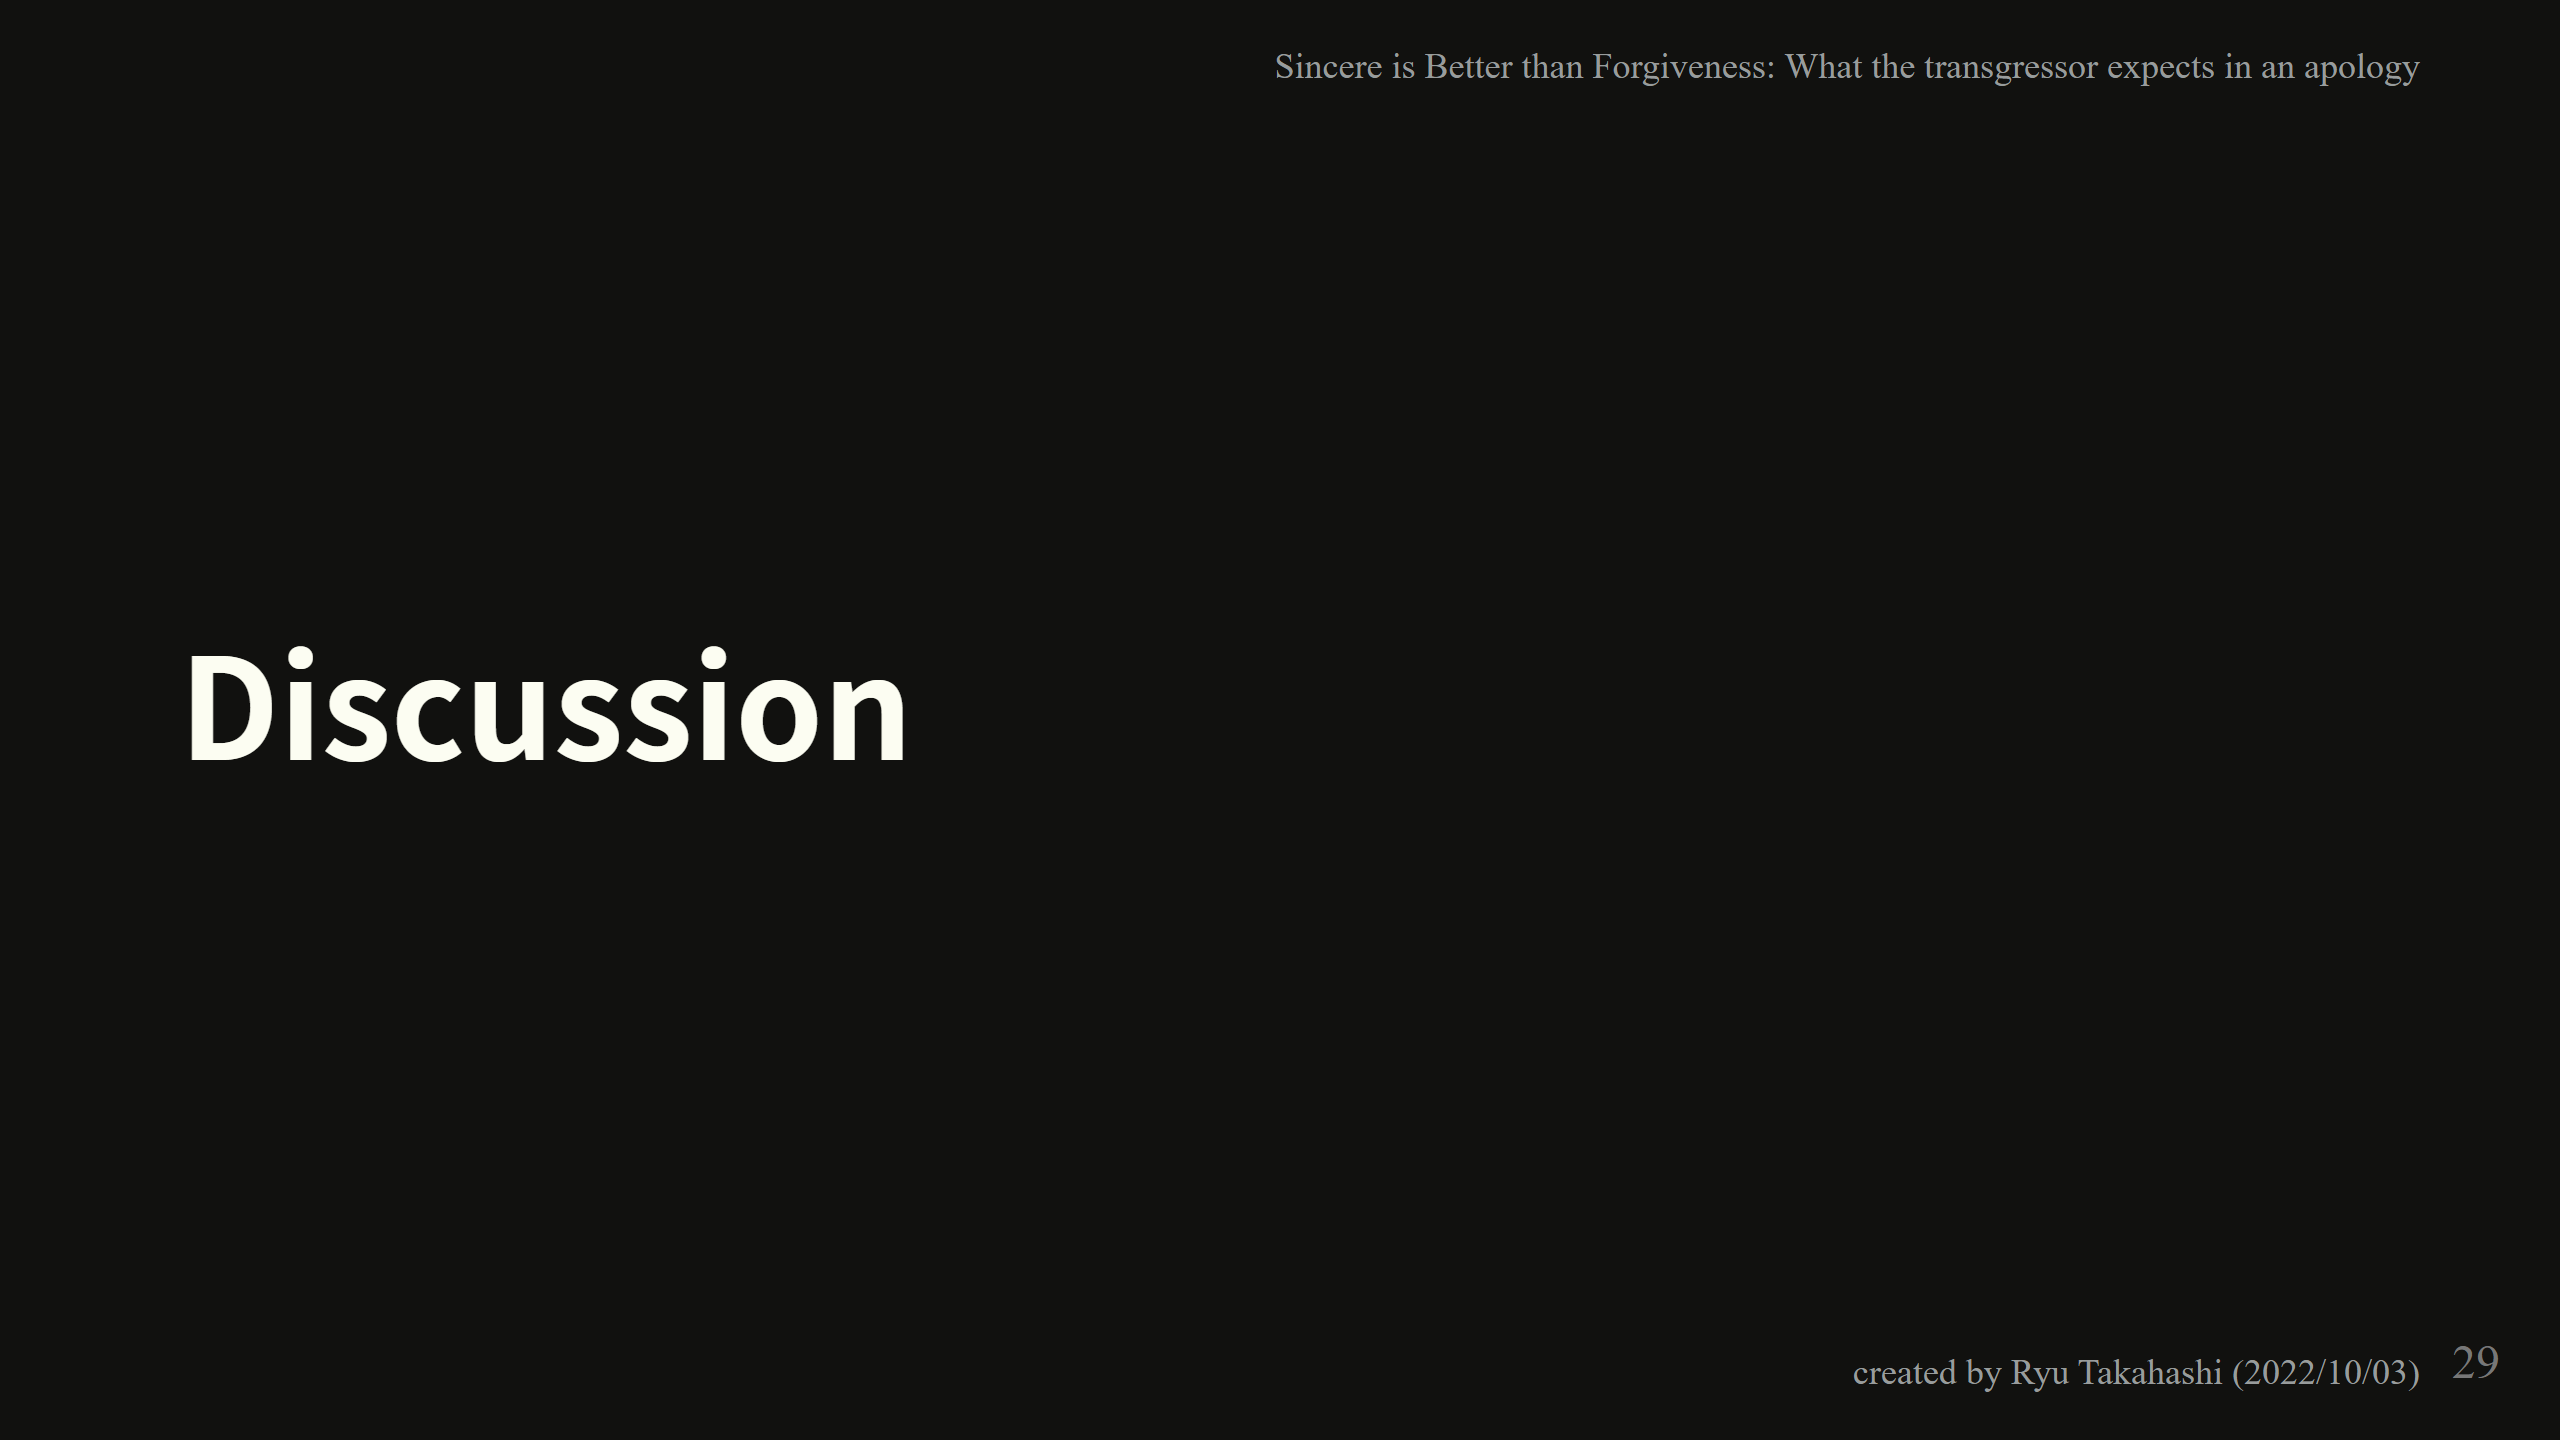 Sincere is Better than Forgiveness: What the transgressor expects in an apology
Discussion
created by Ryu Takahashi (2022/10/03)
29